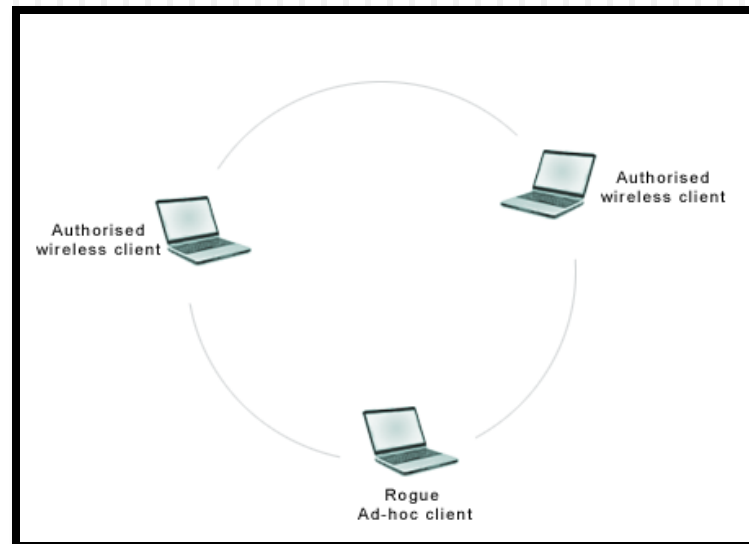 Authorised
wireless client
Authorised
wireless client
Rogue
Ad-hoc client